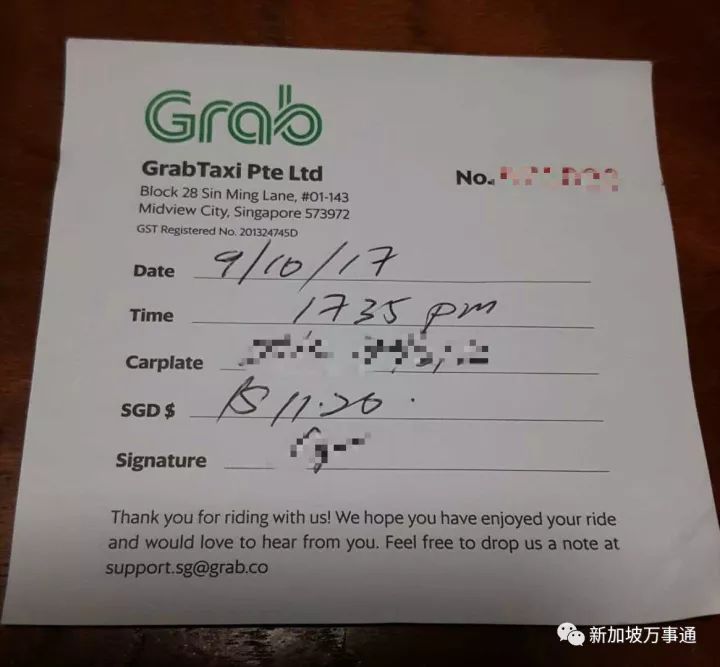 Grab
GrabTaxi Pte Ltd
Block 28 Sin Ming Lane, #01-143
Midview City, Singapore 573972
GST Registered No. 201324745D
No.
Date 9/10/17
Time 1735 pm
Carplate
SGD $ $ 11.20.
Signature
Thank you for riding with us! We hope you have enjoyed your ride
and would love to hear from you. Feel free to drop us a note at
support.sg@grab.co
新加坡万事通